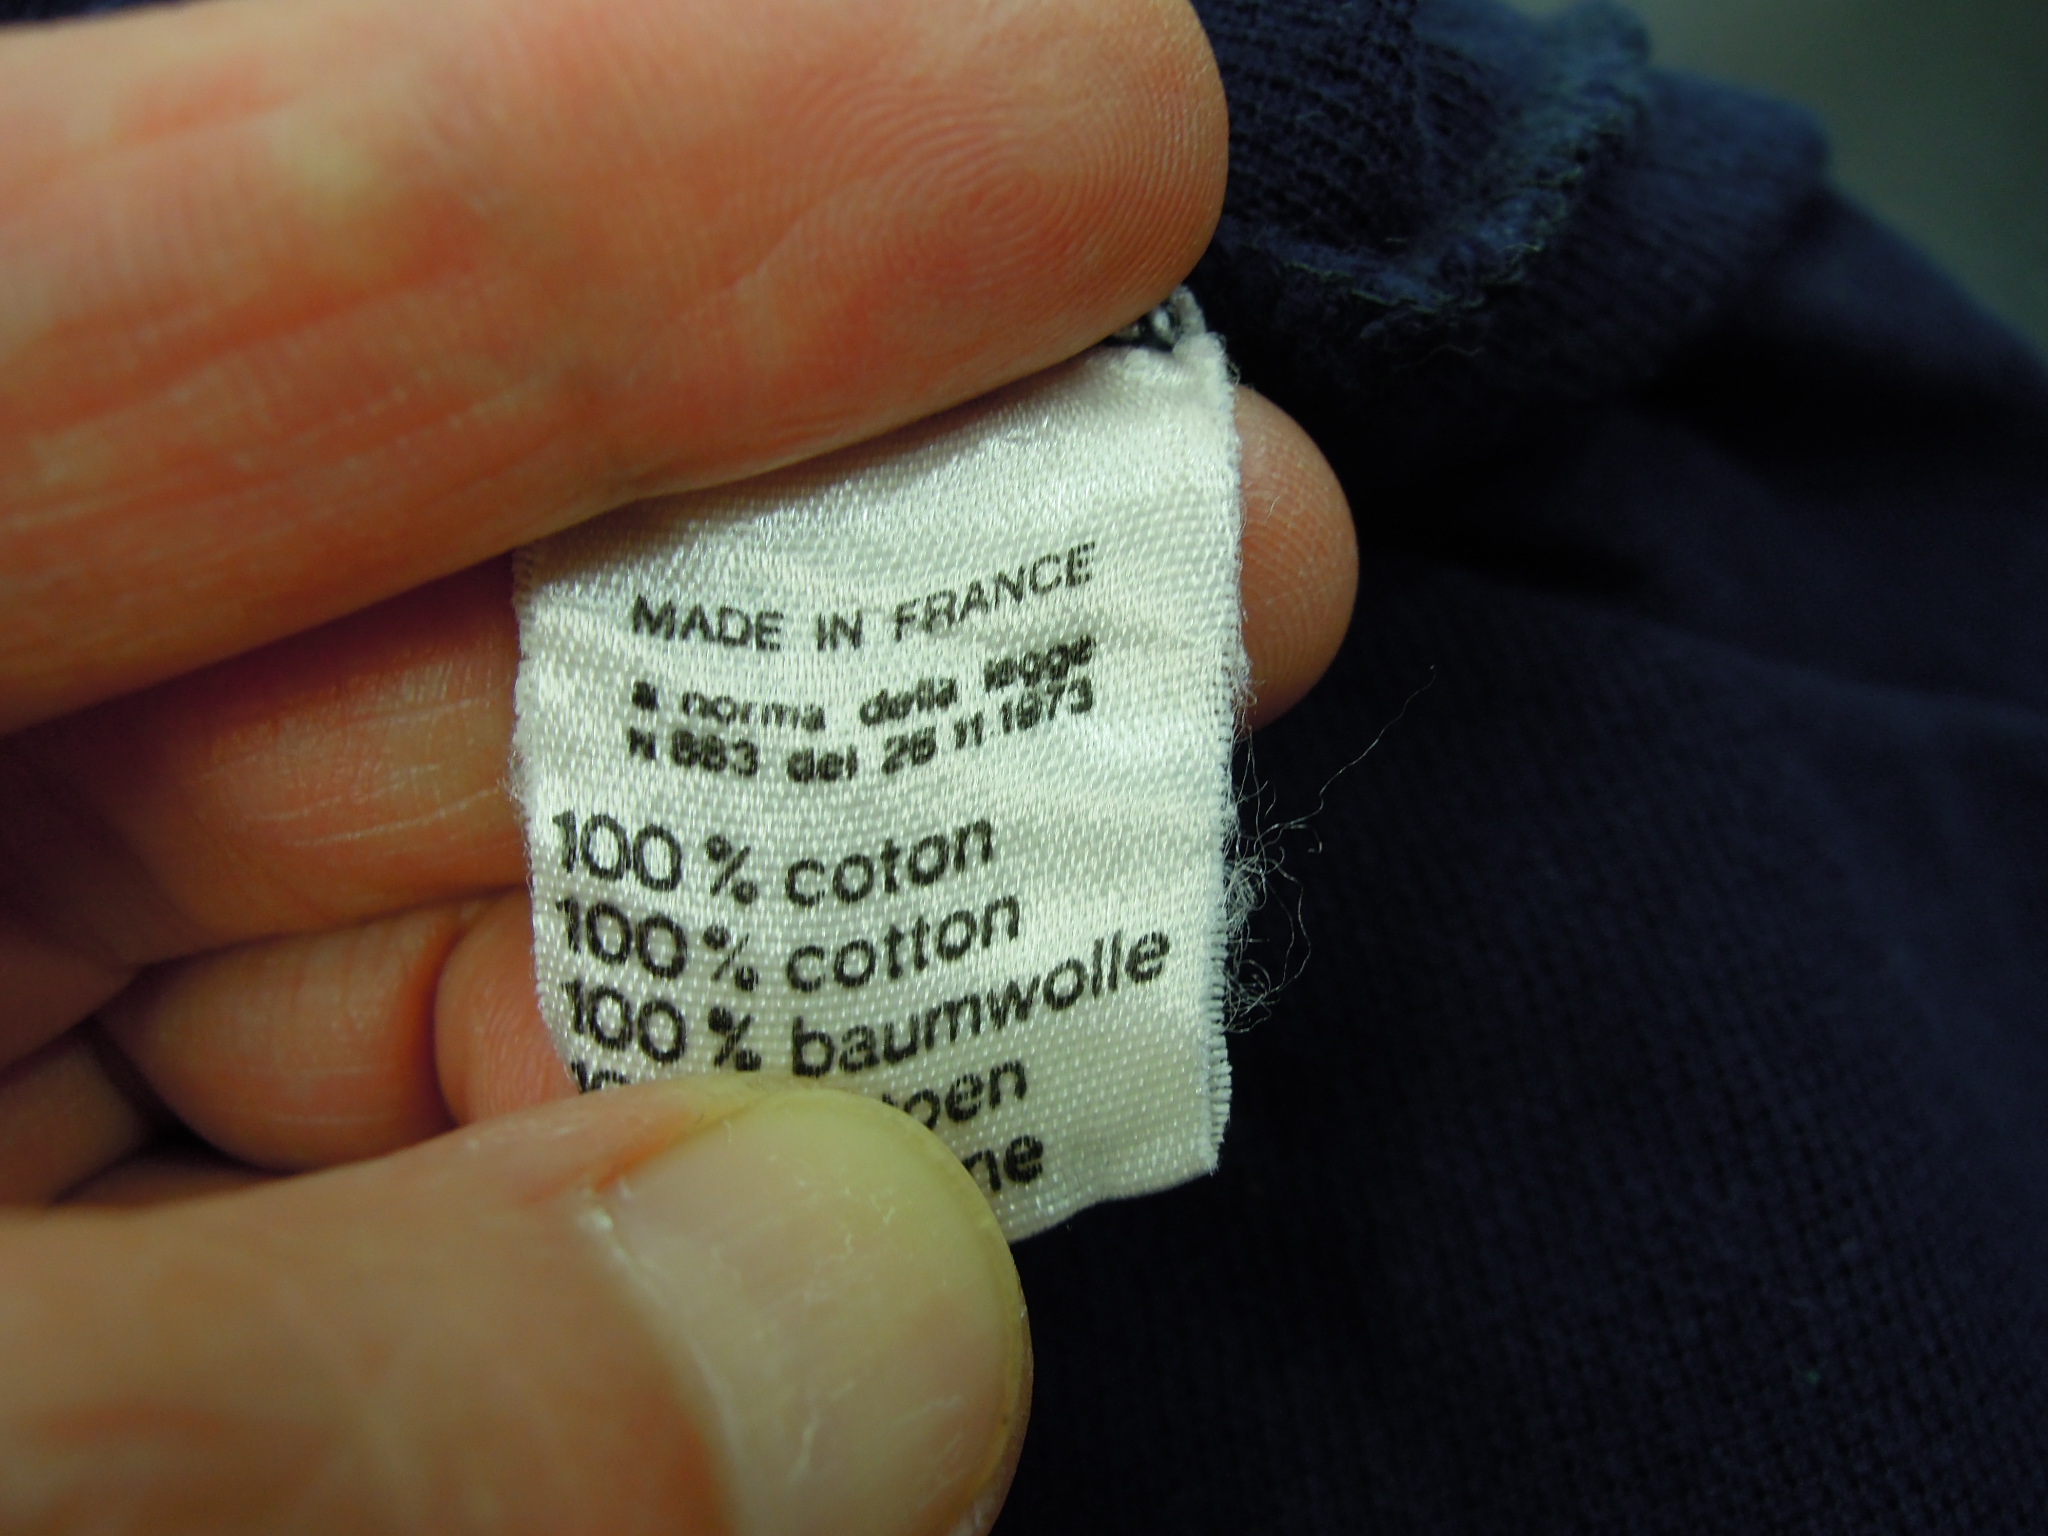 MADE IN FRANCE
a norma della legge
n 883 del 26 11 1973
100 % coton
100 % cotton
100 % baumwolle